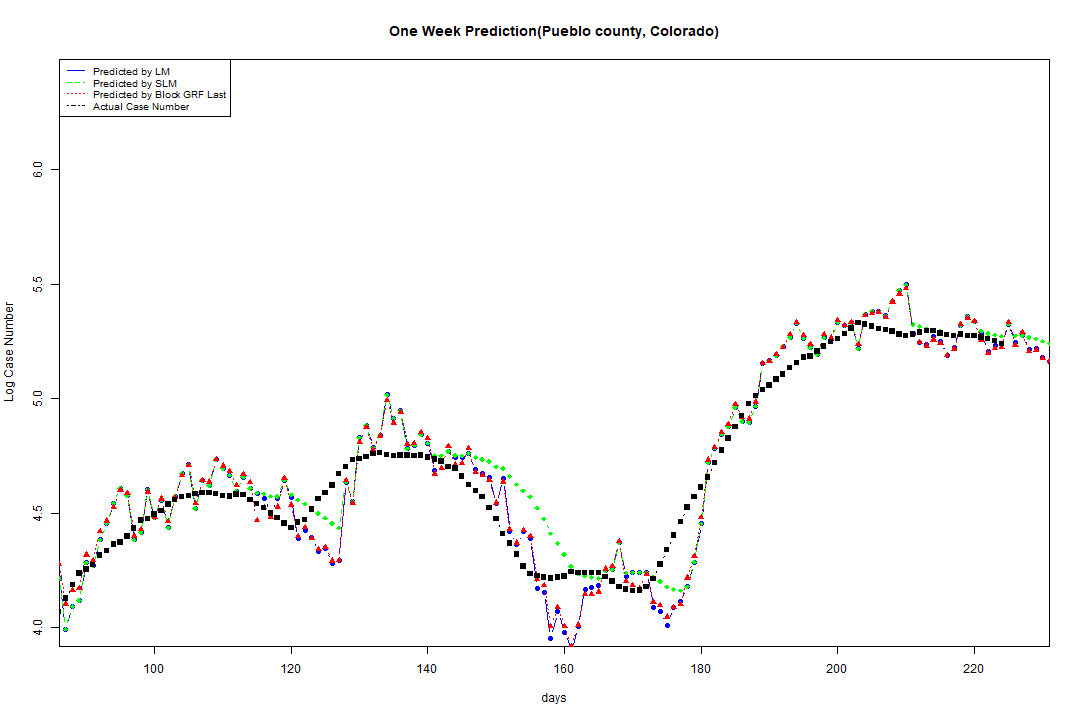 One Week Prediction(Pueblo county, Colorado)
Predicted by LM
Predicted by SLM
Predicted by Block GRF Last
Actual Case Number
6.0
5.5
5.0
4.5
4.0
Log Case Number
100 120 140 160 180 200 220
days